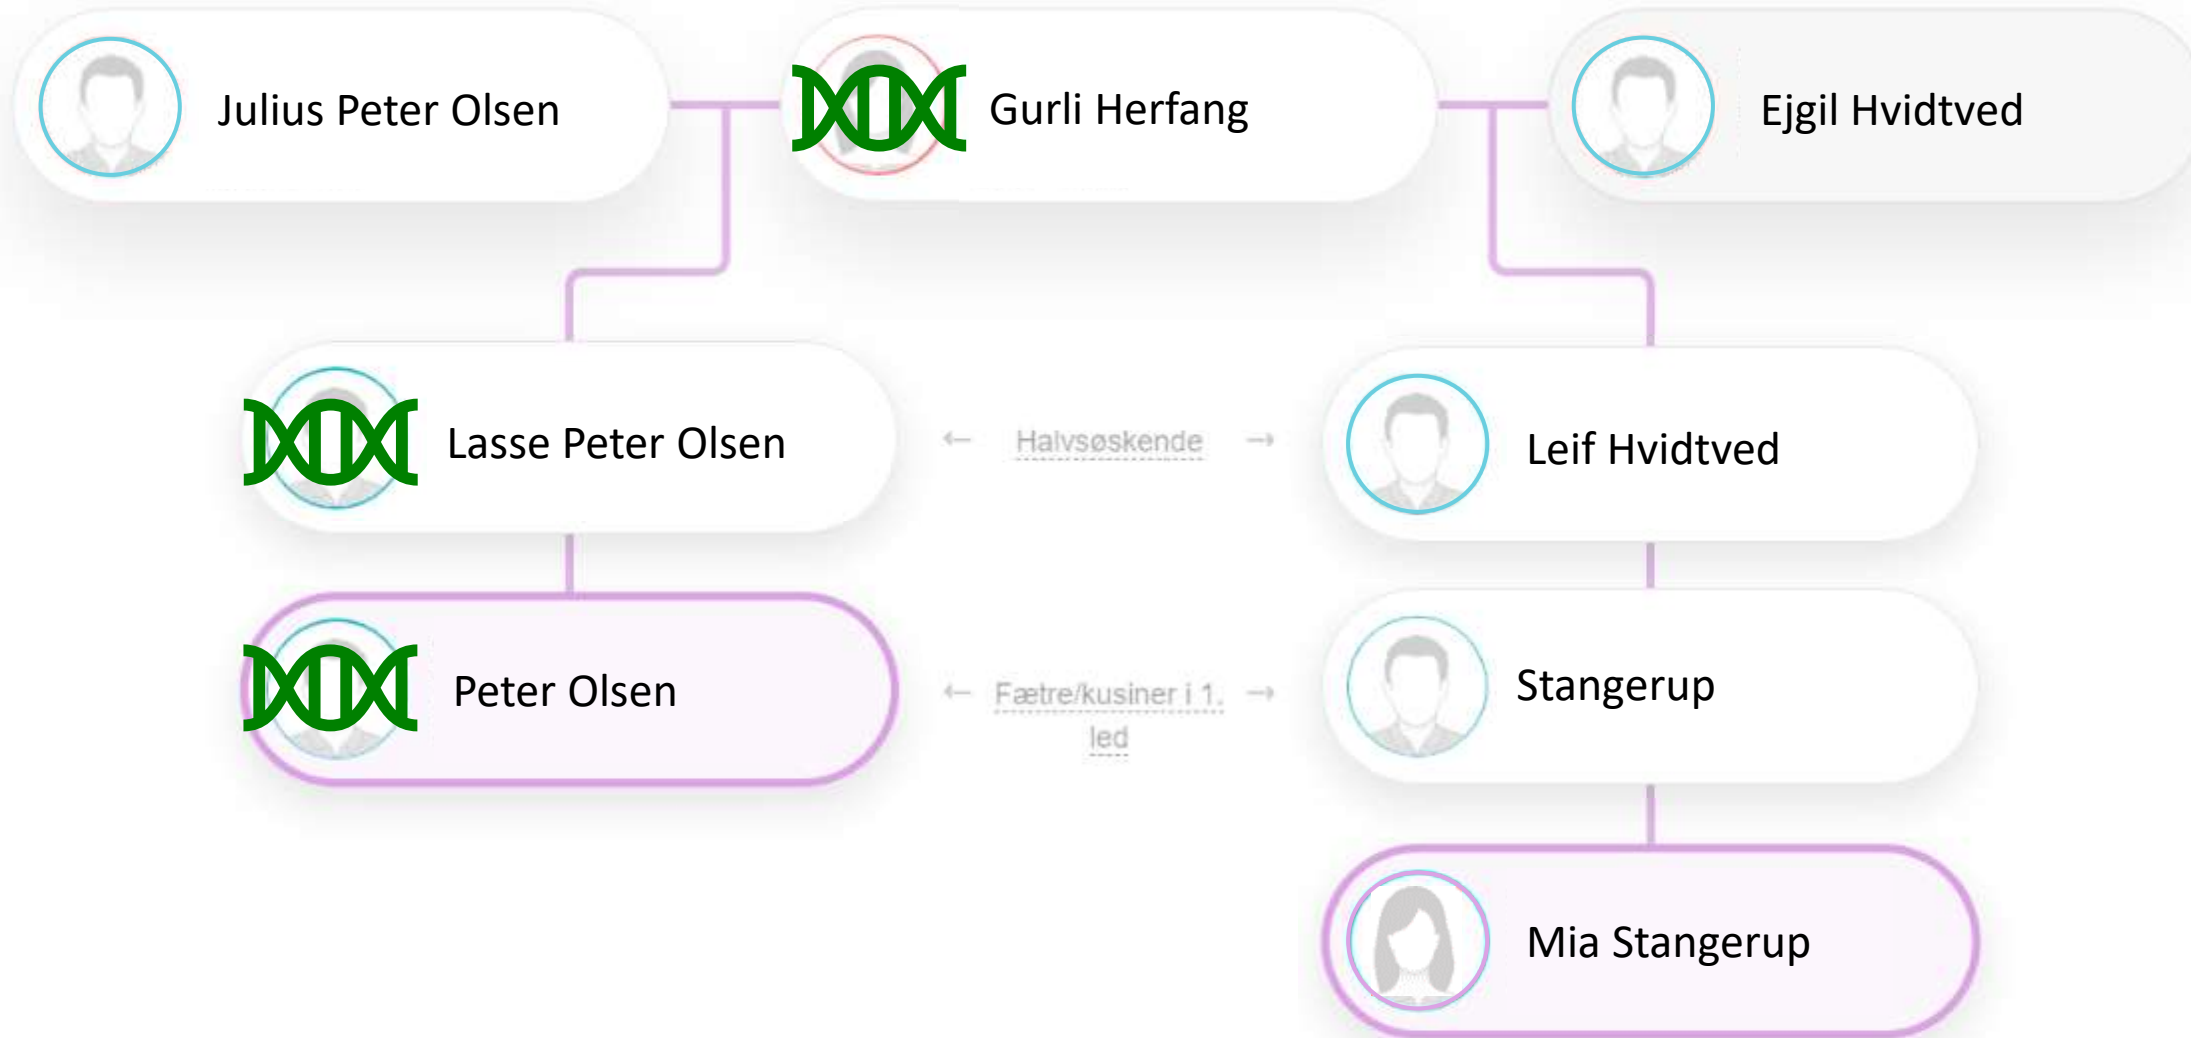 Julius Peter Olsen
Gurli Herfang
Ejgil Hvidtved
Lasse Peter Olsen
← Halvsøskende →
Leif Hvidtved
Peter Olsen
← Fætre/kusiner i 1. →
led
Stangerup
Mia Stangerup